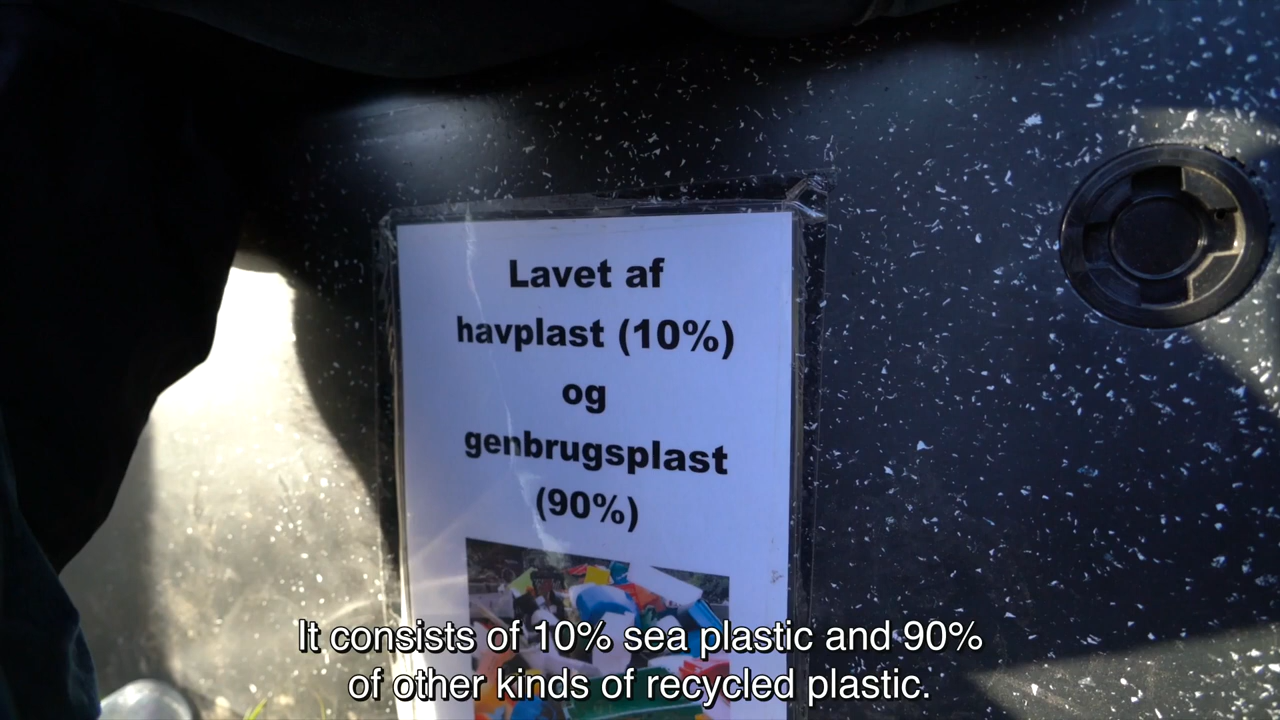 Lavet af
havplast (10%)
og
genbrugsplast
(90%)
It consists of 10% sea plastic and 90%
of other kinds of recycled plastic.